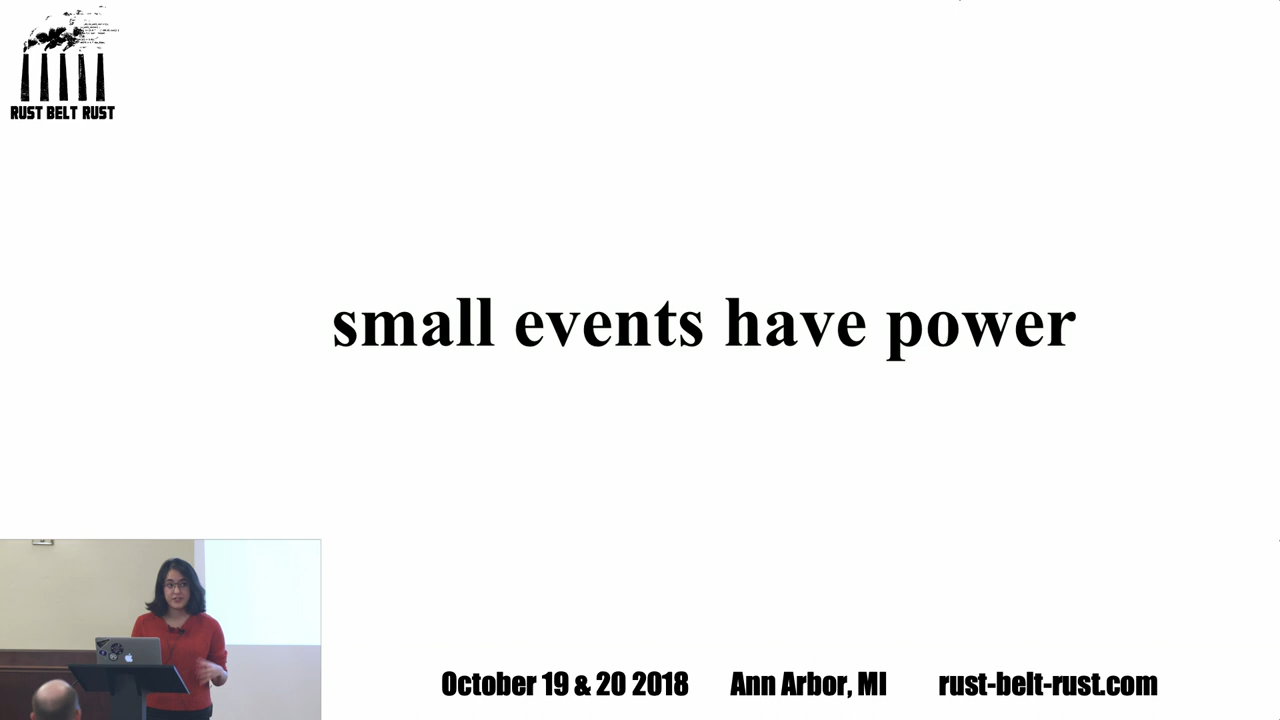 RUST BELT RUST
small events have power
October 19 & 20 2018 Ann Arbor, MI rust-belt-rust.com